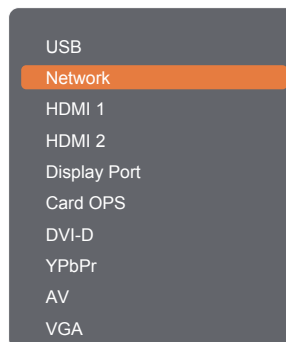 USB
Network
HDMI 1
HDMI 2
Display Port
Card OPS
DVI-D
YPbPr
AV
VGA